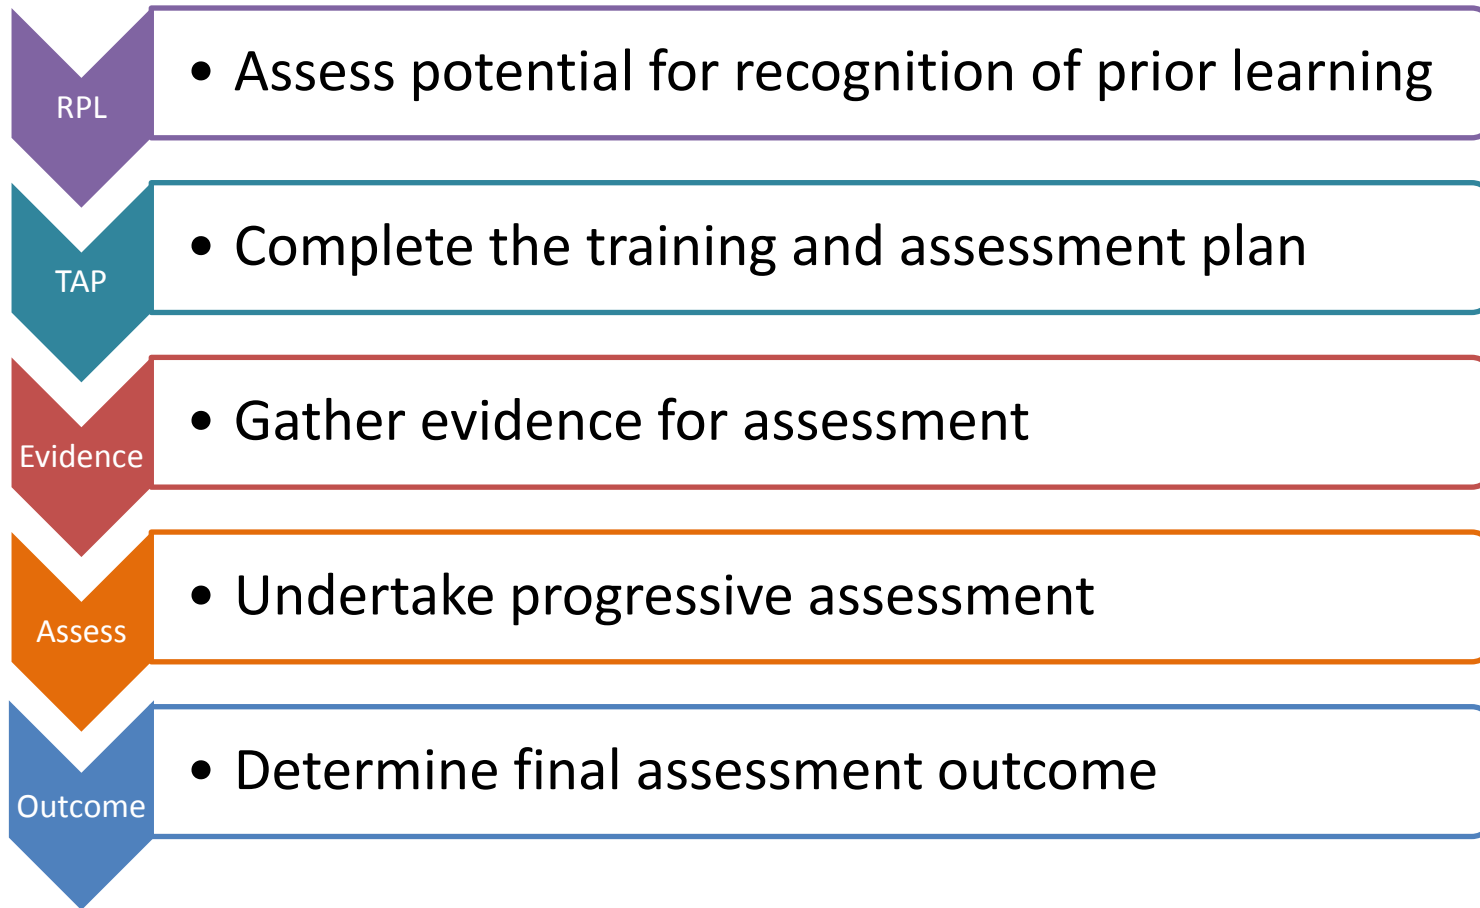 RPL
• Assess potential for recognition of prior learning
TAP
• Complete the training and assessment plan
Evidence
• Gather evidence for assessment
Assess
• Undertake progressive assessment
Outcome
• Determine final assessment outcome